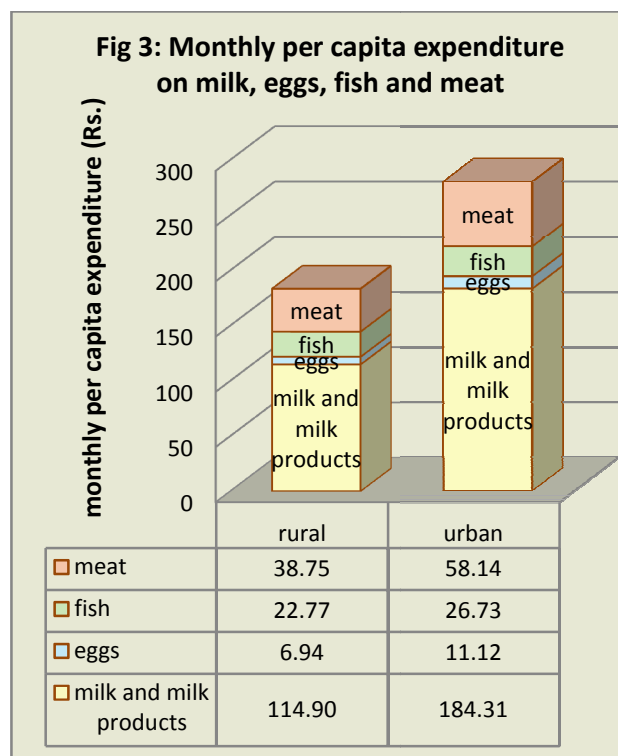 Fig 3: Monthly per capita expenditure
on milk, eggs, fish and meat
monthly per capita expenditure (Rs.)
300
250
200
150
100
50
0
meat
fish
eggs
milk and
milk
products
meat
fish
eggs
milk and
milk
products
rural urban
meat 38.75 58.14
fish 22.77 26.73
eggs 6.94 11.12
milk and milk
products 114.90 184.31